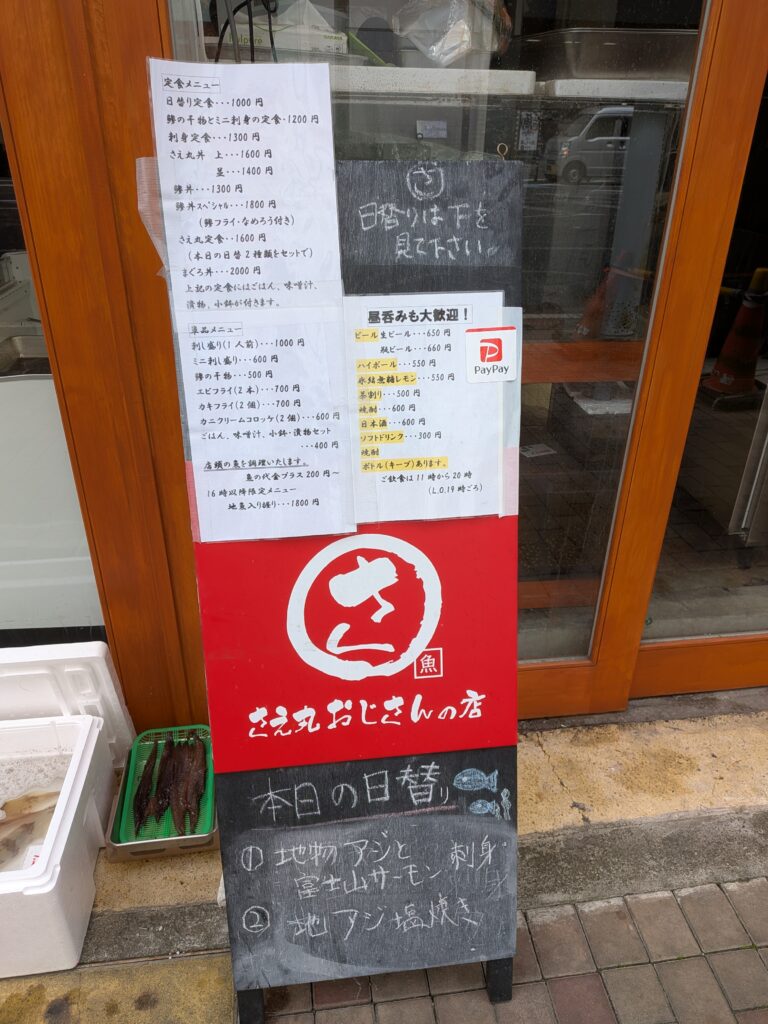 定食メニュー
日替り定食・・・1000円
鯵の干物とミニ刺身の定食・1200円
刺身定食・・・1300円
さえ丸丼 上・・・1600円
並・・・1400円
鯵丼・・・1300円
鯵丼スペシャル・・・1800円
(鯵フライ・なめろう付き)
さえ丸定食・・・1600円
(本日の日替2種類をセットで)
まぐろ丼・・・2000円
上記の定食にはごはん、味噌汁、
漬物、小鉢が付きます。
単品メニュー
刺し盛り(1人前)・・・1000円
ミニ刺し盛り・・・600円
鯵の干物・・・500円
エビフライ(2本)・・・700円
カキフライ(2個)・・・700円
カニクリームコロッケ(2個)・・・600円
ごはん、味噌汁、小鉢・漬物セット
・・・400円
店頭の魚を調理いたします。
魚の代金プラス200円〜
16時以降限定メニュー
地魚入り握り・・・1800円
さ
日替りは下を
見て下さい。
昼呑みも大歓迎!
ビール 生ビール・・・650円
瓶ビール・・・660円
ハイボール・・・550円
氷結無糖レモン・・・550円
茶割り・・・500円
焼酎・・・600円
日本酒・・・600円
ソフトドリンク・・・300円
焼酎
ボトル(キープ)あります。
ご飲食は11時から20時
(L.O.19時ごろ)
PayPay
さん
魚
さえ丸おじさんの店
本日の日替り
① 地物アジと 刺身
富士山サーモン
② 地アジ塩焼き